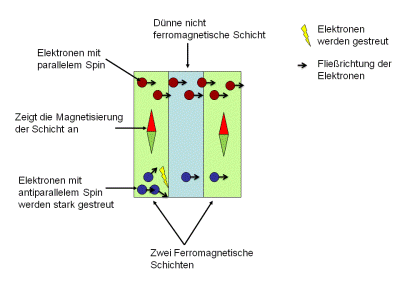 Dünne nicht
ferromagnetische Schicht
Elektronen
werden gestreut
Elektronen mit
parallelem Spin
Fließrichtung der
Elektronen
Zeigt die Magnetisierung
der Schicht an
Elektronen mit
antiparallelem Spin
werden stark gestreut
Zwei Ferromagnetische
Schichten